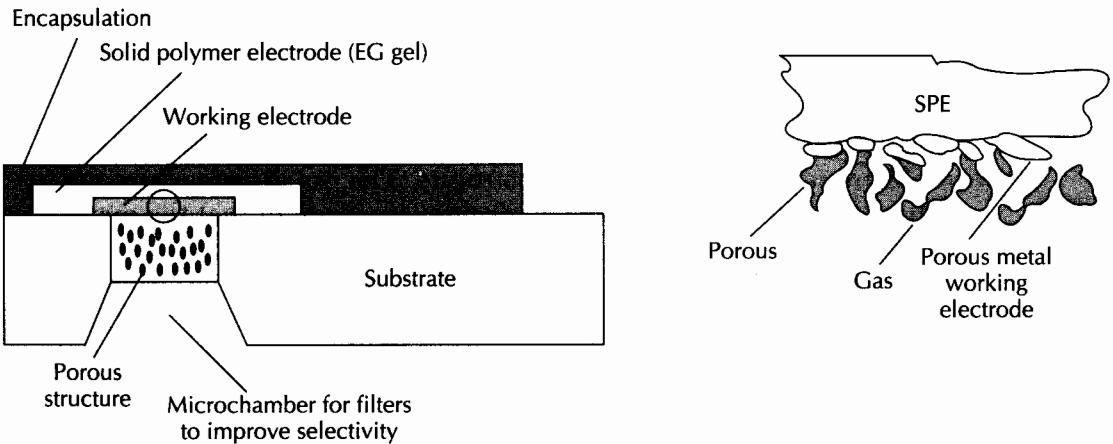 Encapsulation
Solid polymer electrode (EG gel)
Working electrode
Substrate
Porous
structure
Microchamber for filters
to improve selectivity
SPE
Porous
Gas
Porous metal
working
electrode